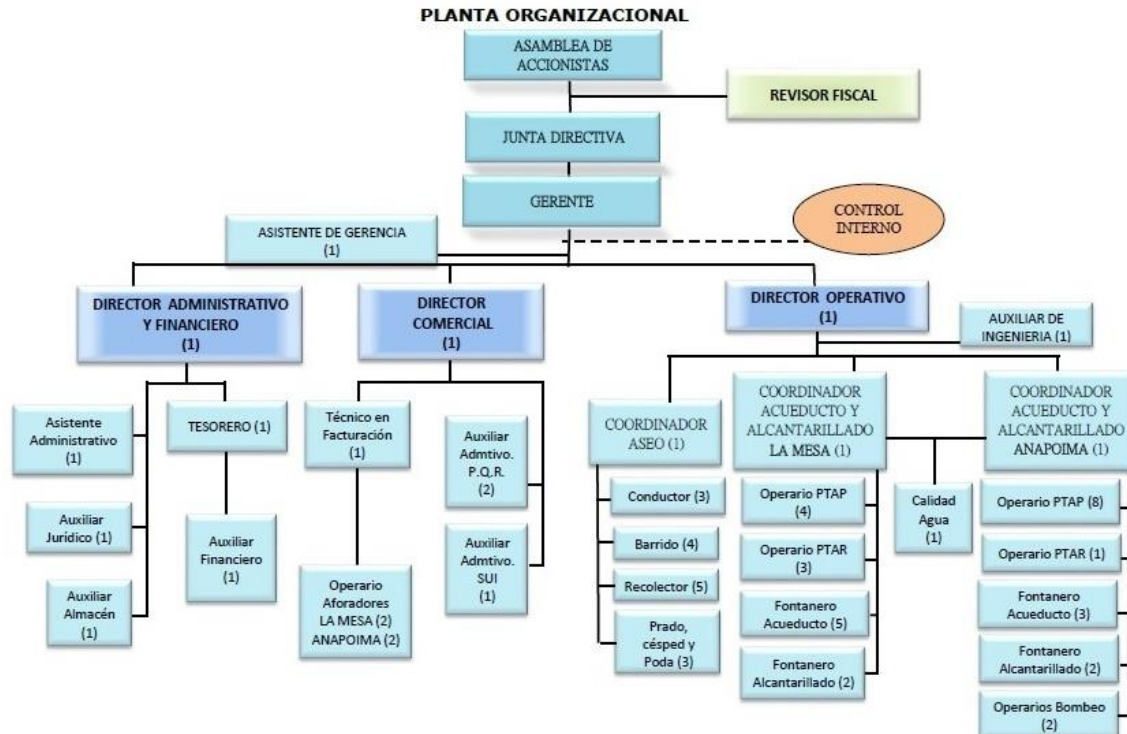 PLANTA ORGANIZACIONAL
ASAMBLEA DE
ACCIONISTAS
REVISOR FISCAL
JUNTA DIRECTIVA
GERENTE
CONTROL
INTERNO
ASISTENTE DE GERENCIA
(1)
DIRECTOR ADMINISTRATIVO
Y FINANCIERO
(1)
DIRECTOR
COMERCIAL
(1)
DIRECTOR OPERATIVO
(1)
AUXILIAR DE
INGENIERIA (1)
Asistente
Administrativo
(1)
TESORERO (1)
Auxiliar
Jurídico (1)
Auxiliar
Financiero
(1)
Auxiliar
Almacén
(1)
Técnico en
Facturación
(1)
Auxiliar
Admtivo.
P.Q.R.
(2)
Operario
Aforadores
LA MESA (2)
ANAPOIMA (2)
Auxiliar
Admtivo.
SUI
(1)
COORDINADOR
ASEO (1)
Conductor (3)
Barrido (4)
Recolector (5)
Prado,
césped y
Poda (3)
COORDINADOR
ACUEDUCTO Y
ALCANTARILLADO
LA MESA (1)
Operario PTAP
(4)
Operario PTAR
(3)
Fontanero
Acueducto (5)
Fontanero
Alcantarillado (2)
Calidad
Agua
(1)
COORDINADOR
ACUEDUCTO Y
ALCANTARILLADO
ANAPOIMA (1)
Operario PTAP (8)
Operario PTAR (1)
Fontanero
Acueducto (3)
Fontanero
Alcantarillado (2)
Operarios Bombeo
(2)